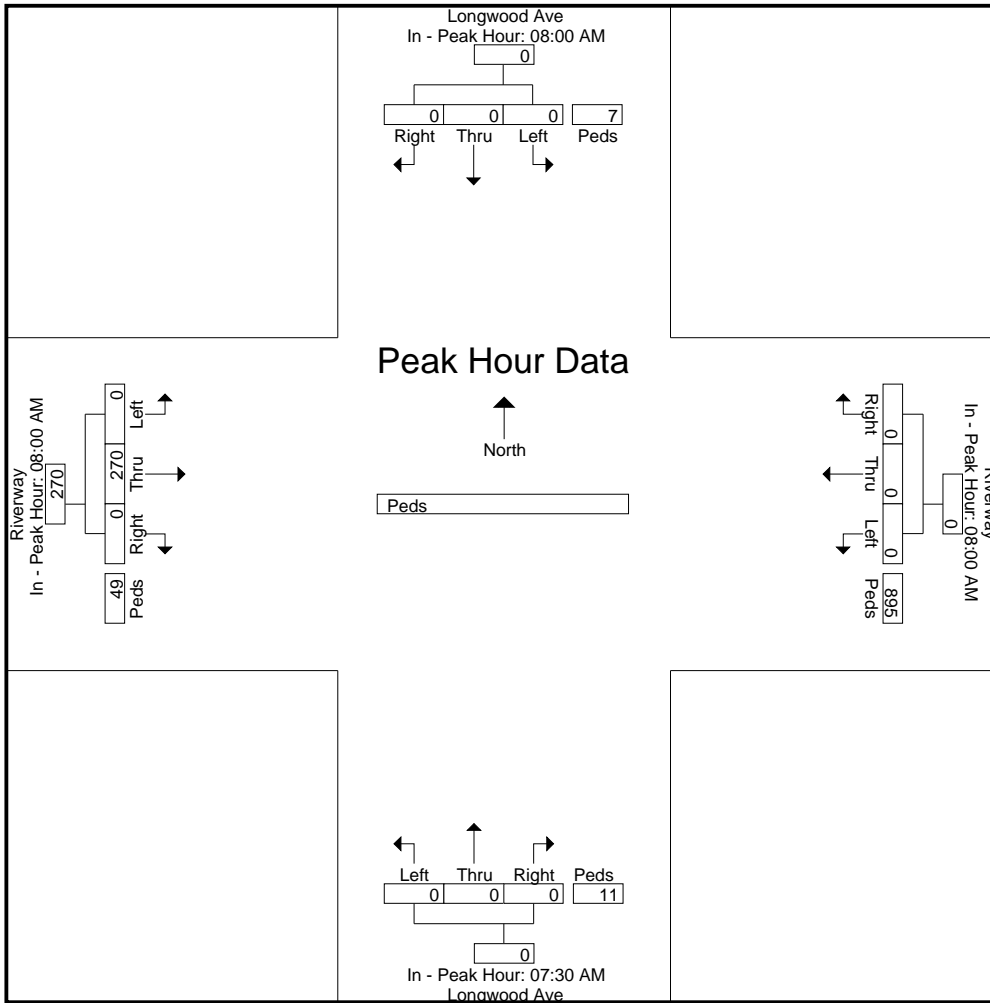 Longwood Ave
In - Peak Hour: 08:00 AM
0
0 0 0 7
Right Thru Left Peds
Peak Hour Data
North
Peds
Riverway
In - Peak Hour: 08:00 AM
270
0 270 0 49
Left Thru Right Peds
Riverway
In - Peak Hour: 08:00 AM
0
0 0 0 895
Right Thru Left Peds
Left Thru Right Peds
0 0 0 11
0
In - Peak Hour: 07:30 AM
Longwood Ave